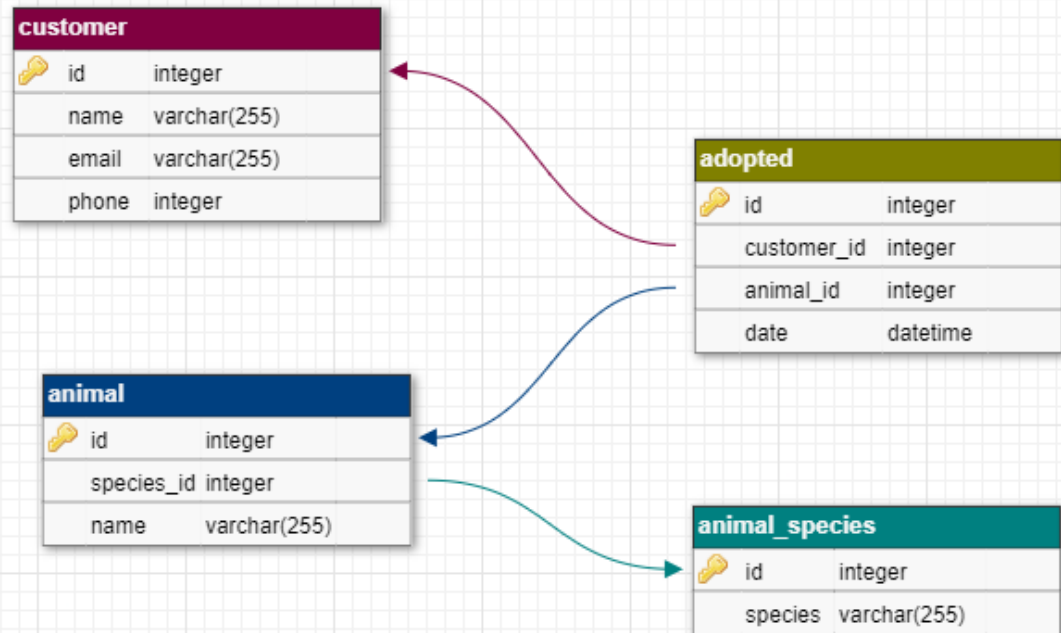 customer
id integer
name varchar(255)
email varchar(255)
phone integer
adopted
id integer
customer_id integer
animal_id integer
date datetime
animal
id integer
species_id integer
name varchar(255)
animal_species
id integer
species varchar(255)